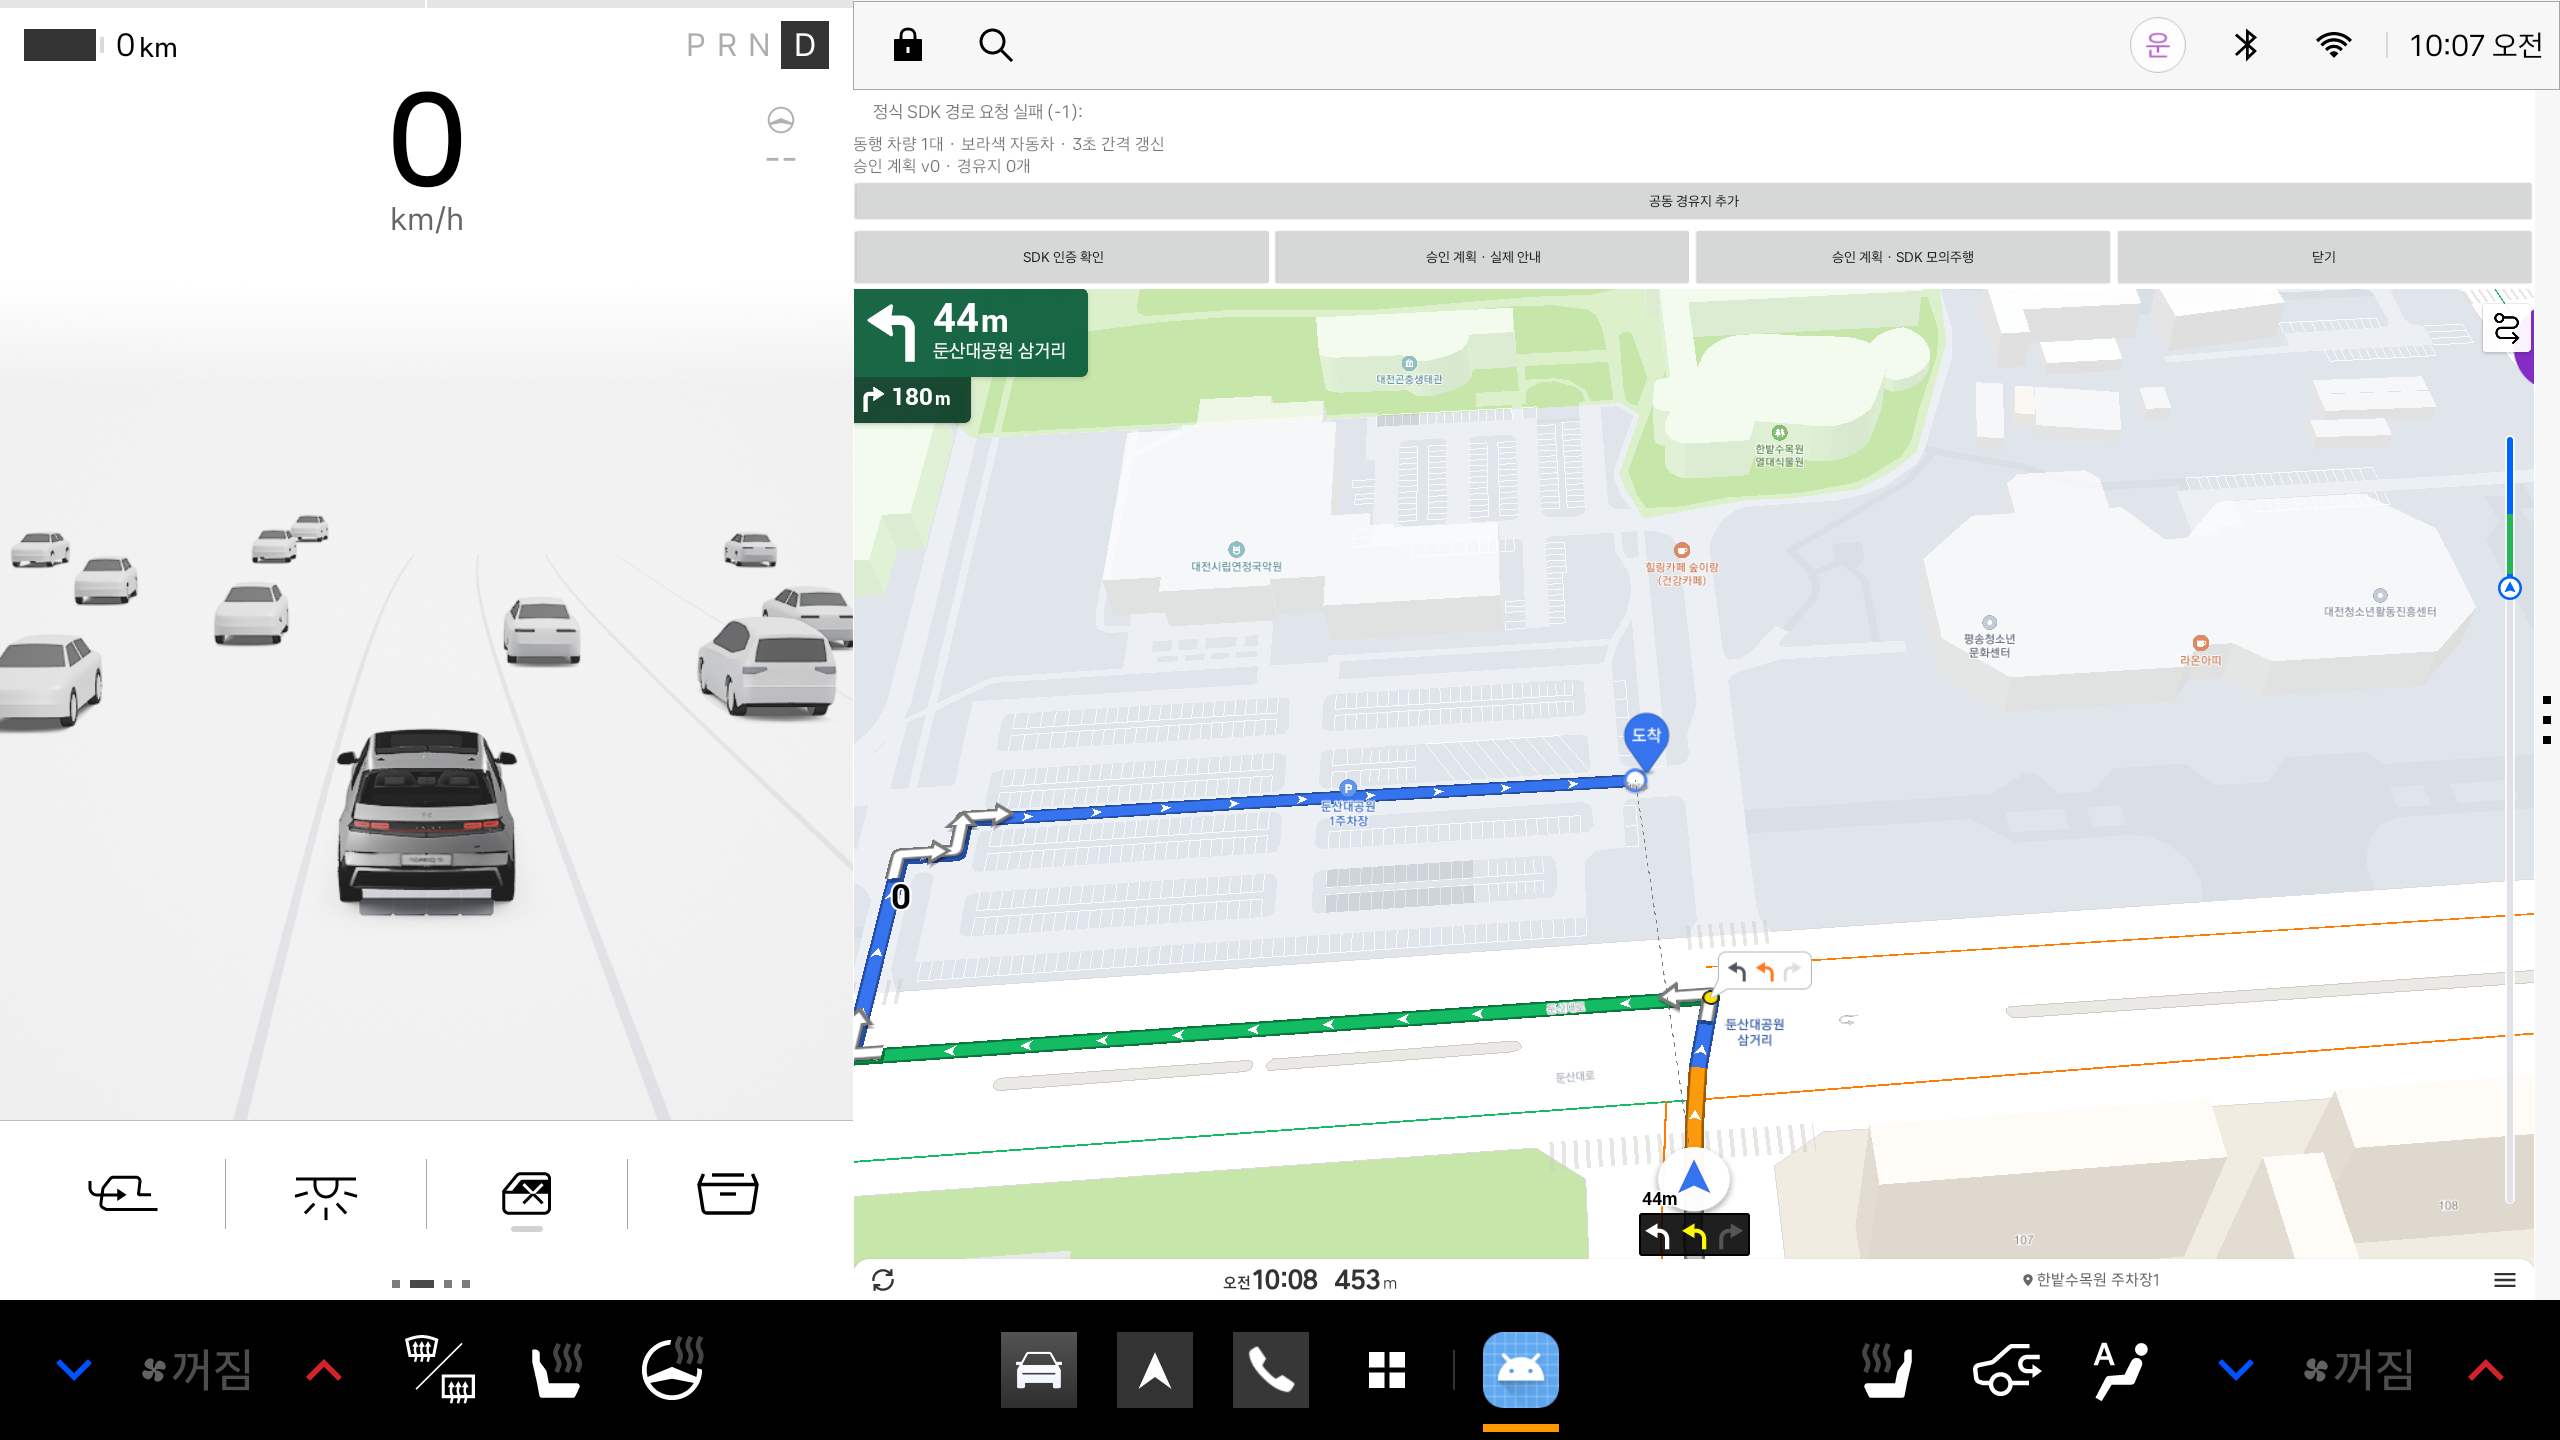 0 km
P R N D
0
km/h
운
10:07 오전
정식 SDK 경로 요청 실패 (-1):
동행 차량 1대 · 보라색 자동차 · 3초 간격 갱신
승인 계획 v0 · 경유지 0개
공동 경유지 추가
SDK 인증 확인
승인 계획 · 실제 안내
승인 계획 · SDK 모의주행
닫기
44m
둔산대공원 삼거리
180m
대전곤충생태관
한밭수목원
열대식물원
대전시립연정국악원
힐링카페 숲이랑
(건강카페)
평송청소년
문화센터
라온아띠
대전청소년활동진흥센터
도착
P
둔산대공원
1주차장
0
둔산대로
둔산대공원
삼거리
둔산대로
44m
107
108
오전 10:08 453 m
한밭수목원 주차장1
꺼짐
A
꺼짐